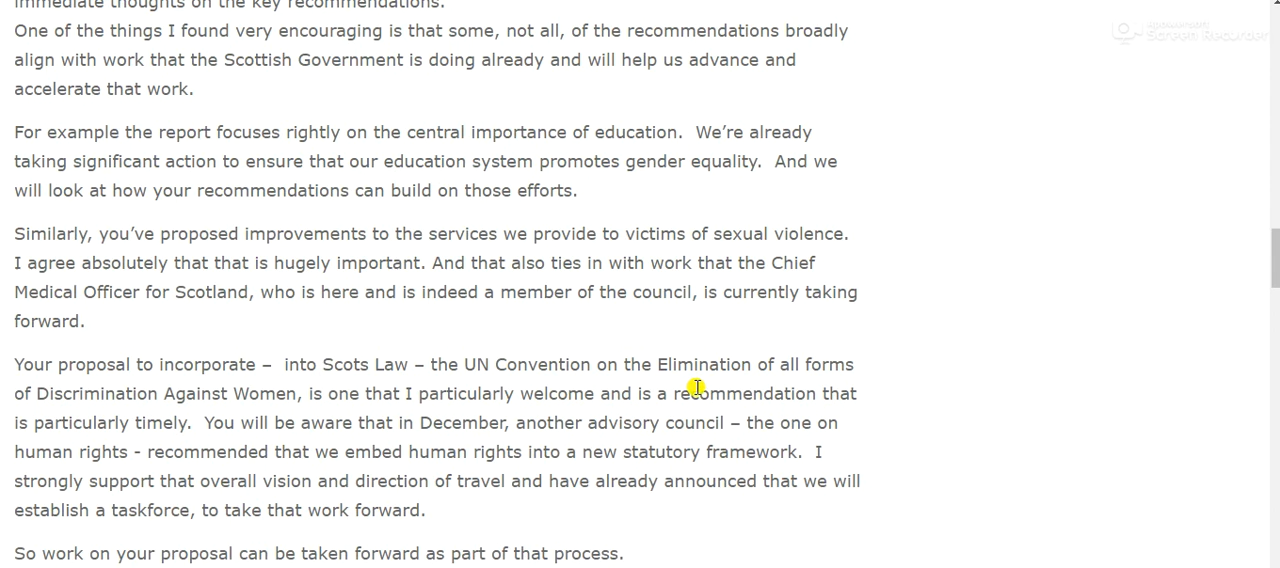 immediate thoughts on the key recommendations.
One of the things I found very encouraging is that some, not all, of the recommendations broadly
align with work that the Scottish Government is doing already and will help us advance and
accelerate that work.
For example the report focuses rightly on the central importance of education.  We’re already
taking significant action to ensure that our education system promotes gender equality.  And we
will look at how your recommendations can build on those efforts.
Similarly, you’ve proposed improvements to the services we provide to victims of sexual violence.
I agree absolutely that that is hugely important. And that also ties in with work that the Chief
Medical Officer for Scotland, who is here and is indeed a member of the council, is currently taking
forward.
Your proposal to incorporate –  into Scots Law – the UN Convention on the Elimination of all forms
of Discrimination Against Women, is one that I particularly welcome and is a recommendation that
is particularly timely.  You will be aware that in December, another advisory council – the one on
human rights - recommended that we embed human rights into a new statutory framework.  I
strongly support that overall vision and direction of travel and have already announced that we will
establish a taskforce, to take that work forward.
So work on your proposal can be taken forward as part of that process.
Apowersoft
Screen Recorder